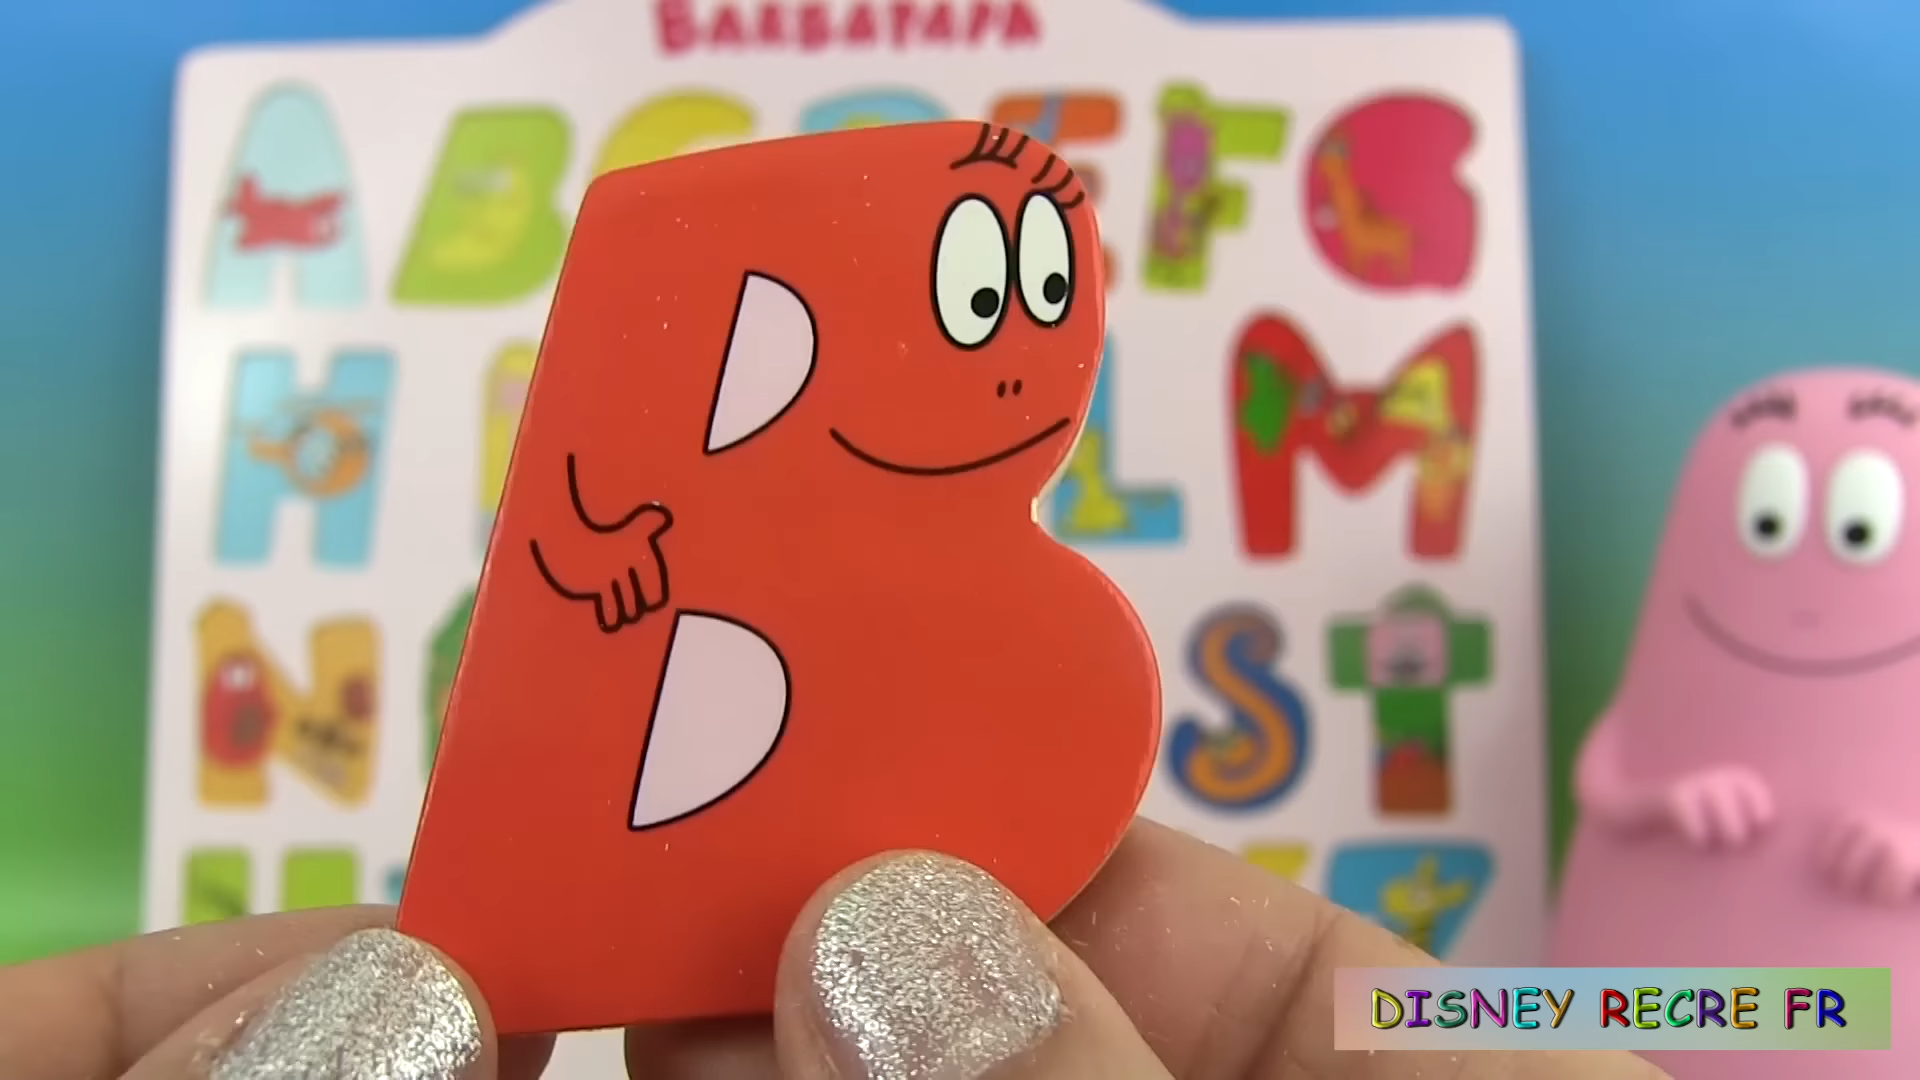 BARBAPAPA
A B C D E F G
B
H L M
N S T
U Z
DISNEY RECRE FR